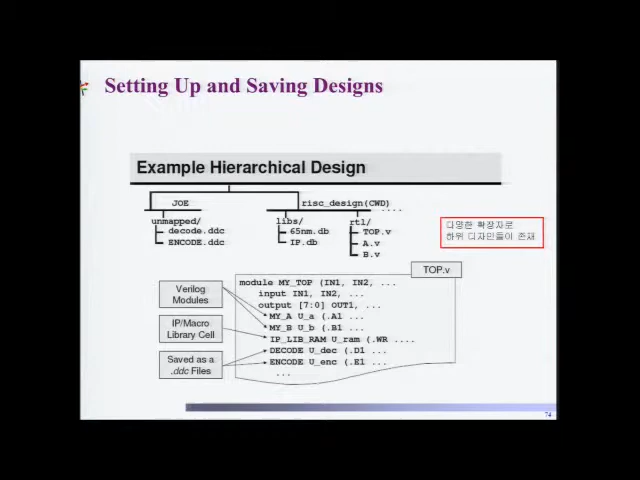 Setting Up and Saving Designs
Example Hierarchical Design
JOE
risc_design(CWD)
....
unmapped/
decode.ddc
ENCODE.ddc
libs/
65nm.db
IP.db
rtl/
TOP.v
A.v
B.v
다양한 확장자로
하위 디자인들이 존재
TOP.v
Verilog
Modules
IP/Macro
Library Cell
Saved as a
.ddc Files
module MY_TOP (IN1, IN2, ...
input IN1, IN2, ...
output [7:0] OUT1, ...
MY_A U_a (.A1 ...
MY_B U_b (.B1 ...
IP_LIB_RAM U_ram (.WR ....
DECODE U_dec (.D1 ...
ENCODE U_enc (.E1 ...
...
74